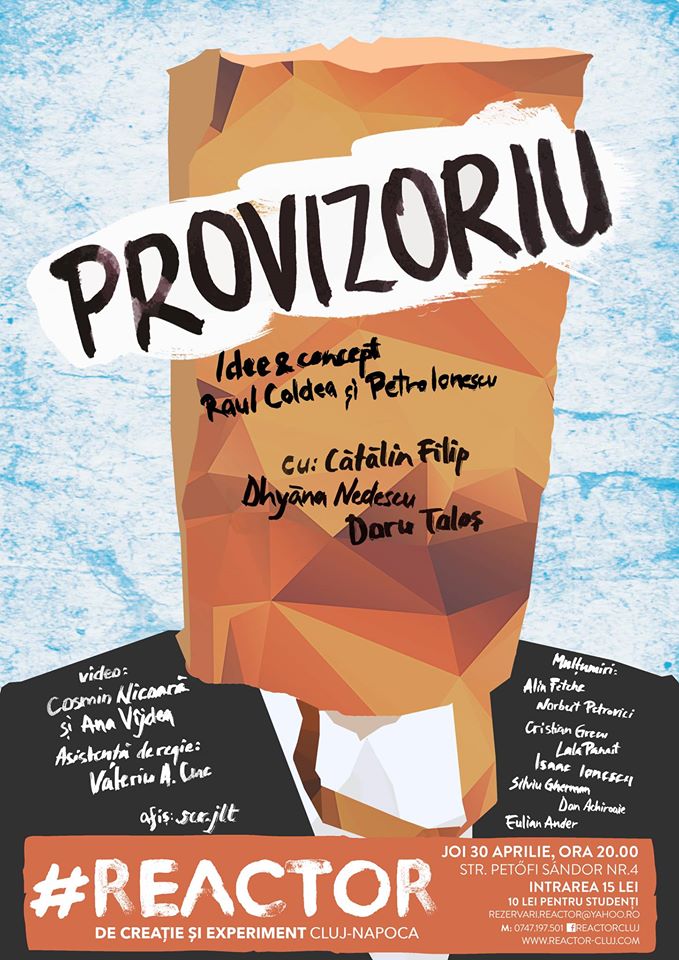 PROVIZORIU
Idee & concept
Raul Coldea și Petro Ionescu
cu: Cătălin Filip
Dhyāna Nedescu
Doru Taloș
video:
Cosmin Nicoară
și Ana Vîjdea
Asistență de regie:
Valeriu A. Cuc
afiș: scr.jlt
Mulțumiri:
Alin Fetche
Norbert Petrovici
Cristian Grecu
Lala Panait
Isaac Ionescu
Silviu Gherman
Dan Achiroaie
Eulian Ander
#REACTOR
DE CREAȚIE ȘI EXPERIMENT CLUJ-NAPOCA
JOI 30 APRILIE, ORA 20.00
STR. PETŐFI SÁNDOR NR.4
INTRAREA 15 LEI
10 LEI PENTRU STUDENȚI
REZERVARI.REACTOR@YAHOO.RO
M: 0747.197.501 f REACTORCLUJ
WWW.REACTOR-CLUJ.COM